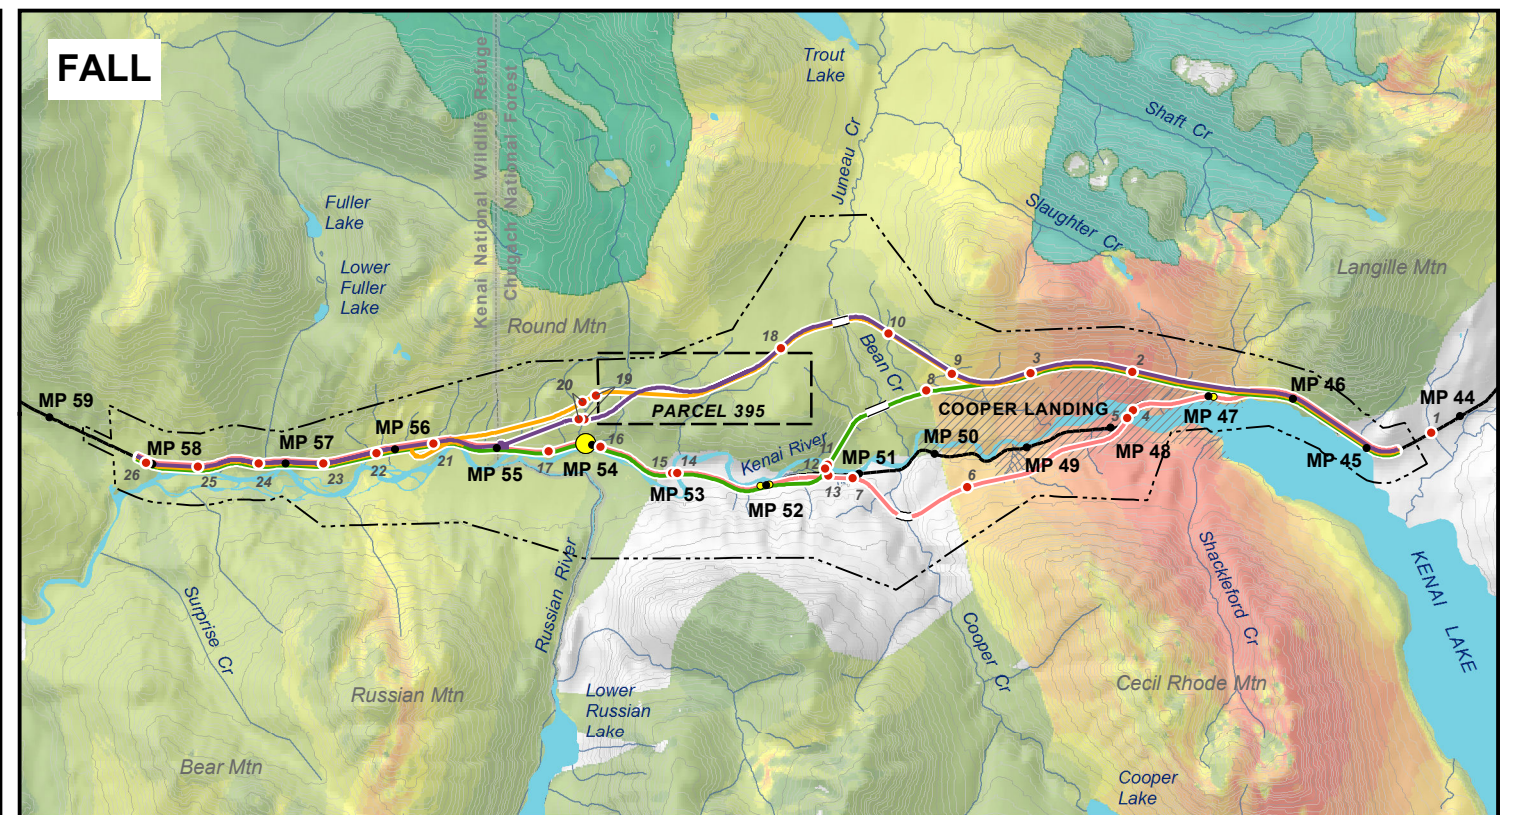 FALL
Trout
Lake
Juneau Cr
Shaft Cr
Slaughter Cr
Langille Mtn
Kenai National Wildlife Refuge
Chugach National Forest
Fuller
Lake
Lower
Fuller
Lake
Round Mtn
Bean Cr
PARCEL 395
COOPER LANDING
Kenai River
MP 59
MP 58
MP 57
MP 56
MP 55
MP 54
MP 53
MP 52
MP 51
MP 50
MP 49
MP 48
MP 47
MP 46
MP 45
MP 44
26
25
24
23
22
21
20
19
18
17
16
15
14
13
12
11
10
9
8
7
6
5
4
3
2
1
Surprise Cr
Russian River
Russian Mtn
Bear Mtn
Lower
Russian
Lake
Cooper Cr
Shackleford Cr
Cecil Rhode Mtn
Cooper
Lake
KENAI LAKE